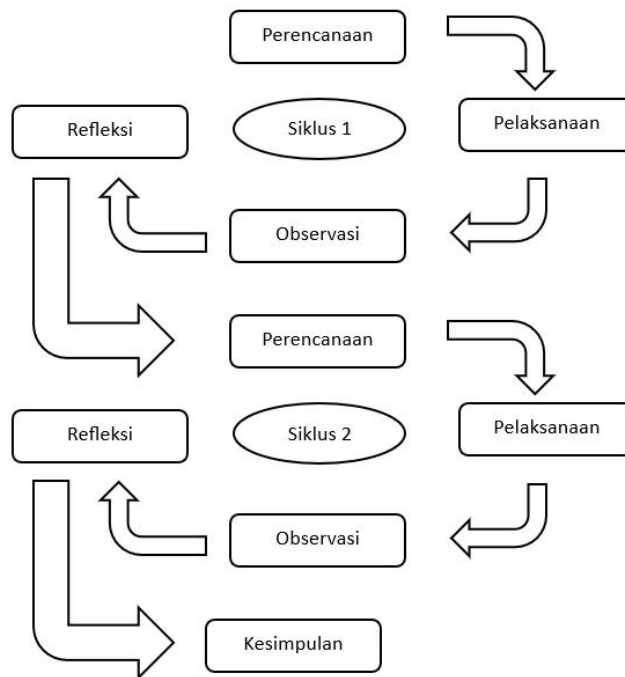 Perencanaan
Refleksi
Siklus 1
Pelaksanaan
Observasi
Perencanaan
Refleksi
Siklus 2
Pelaksanaan
Observasi
Kesimpulan